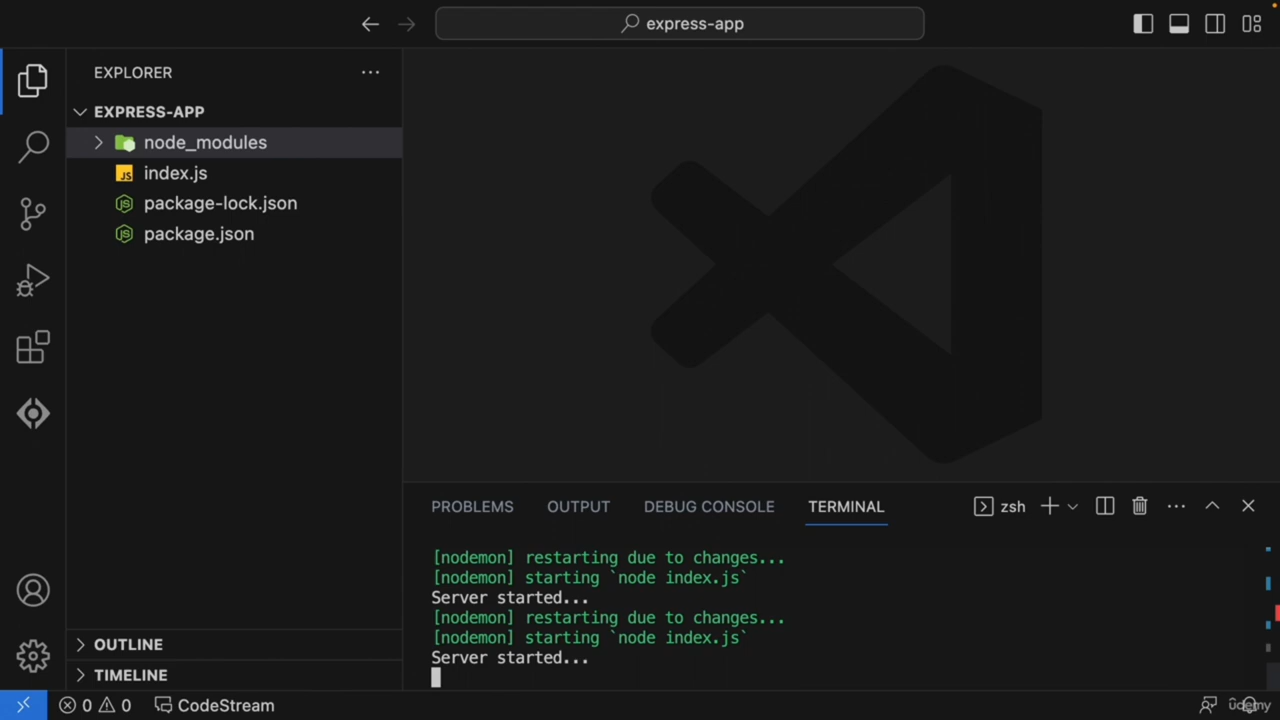 express-app
EXPLORER
EXPRESS-APP
node_modules
JS index.js
package-lock.json
package.json
OUTLINE
TIMELINE
PROBLEMS OUTPUT DEBUG CONSOLE TERMINAL zsh
[nodemon] restarting due to changes...
[nodemon] starting `node index.js`
Server started...
[nodemon] restarting due to changes...
[nodemon] starting `node index.js`
Server started...
0 0 CodeStream
udemy